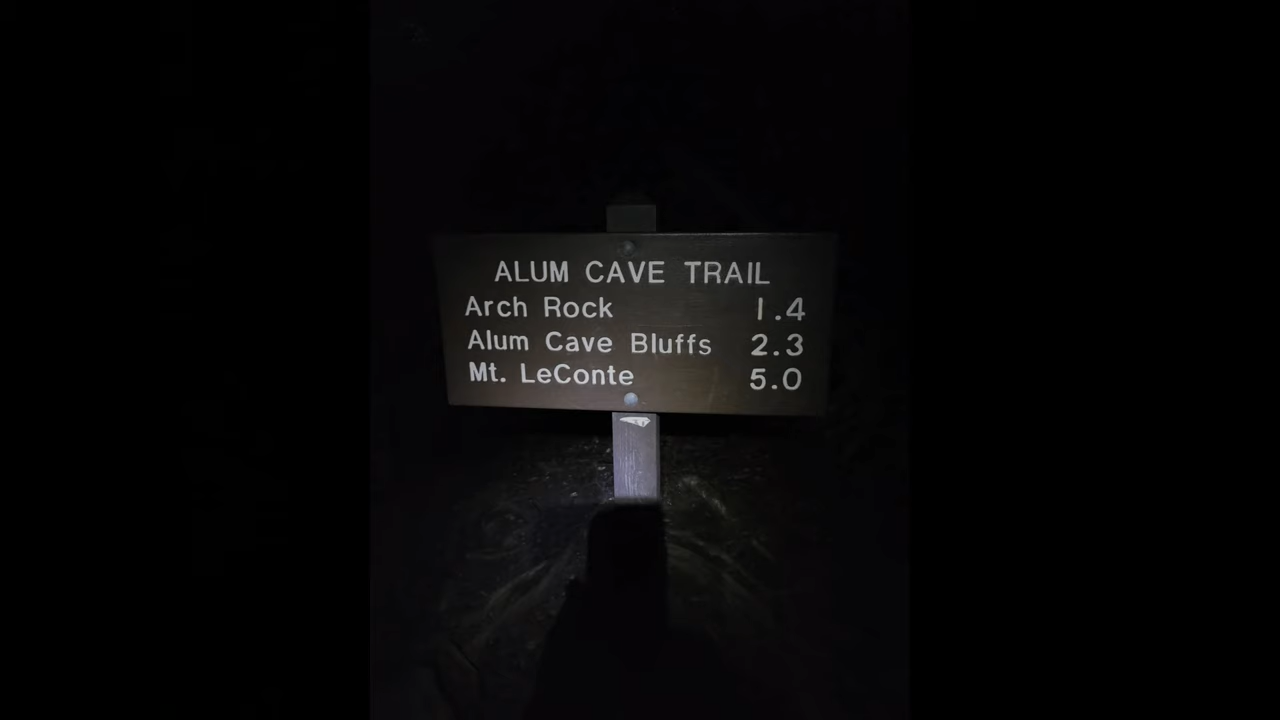 ALUM CAVE TRAIL
Arch Rock 1.4
Alum Cave Bluffs 2.3
Mt. LeConte 5.0